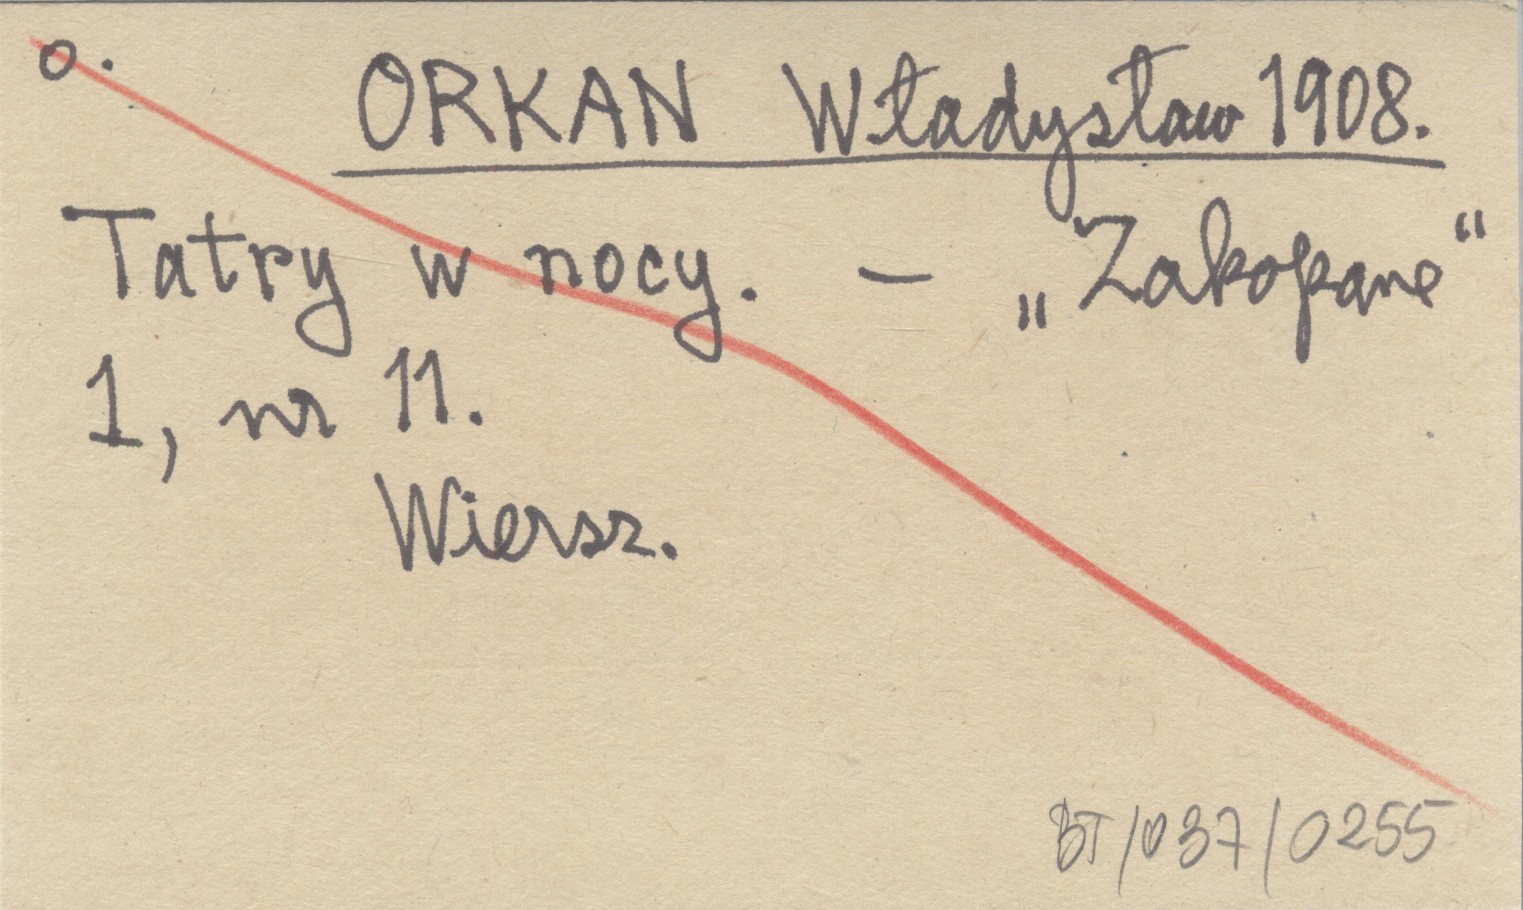 o. ORKAN Władysław 1908.
Tatry w nocy. – „Zakopane“
1, nr 11.
Wiersz.
BT/037/0255